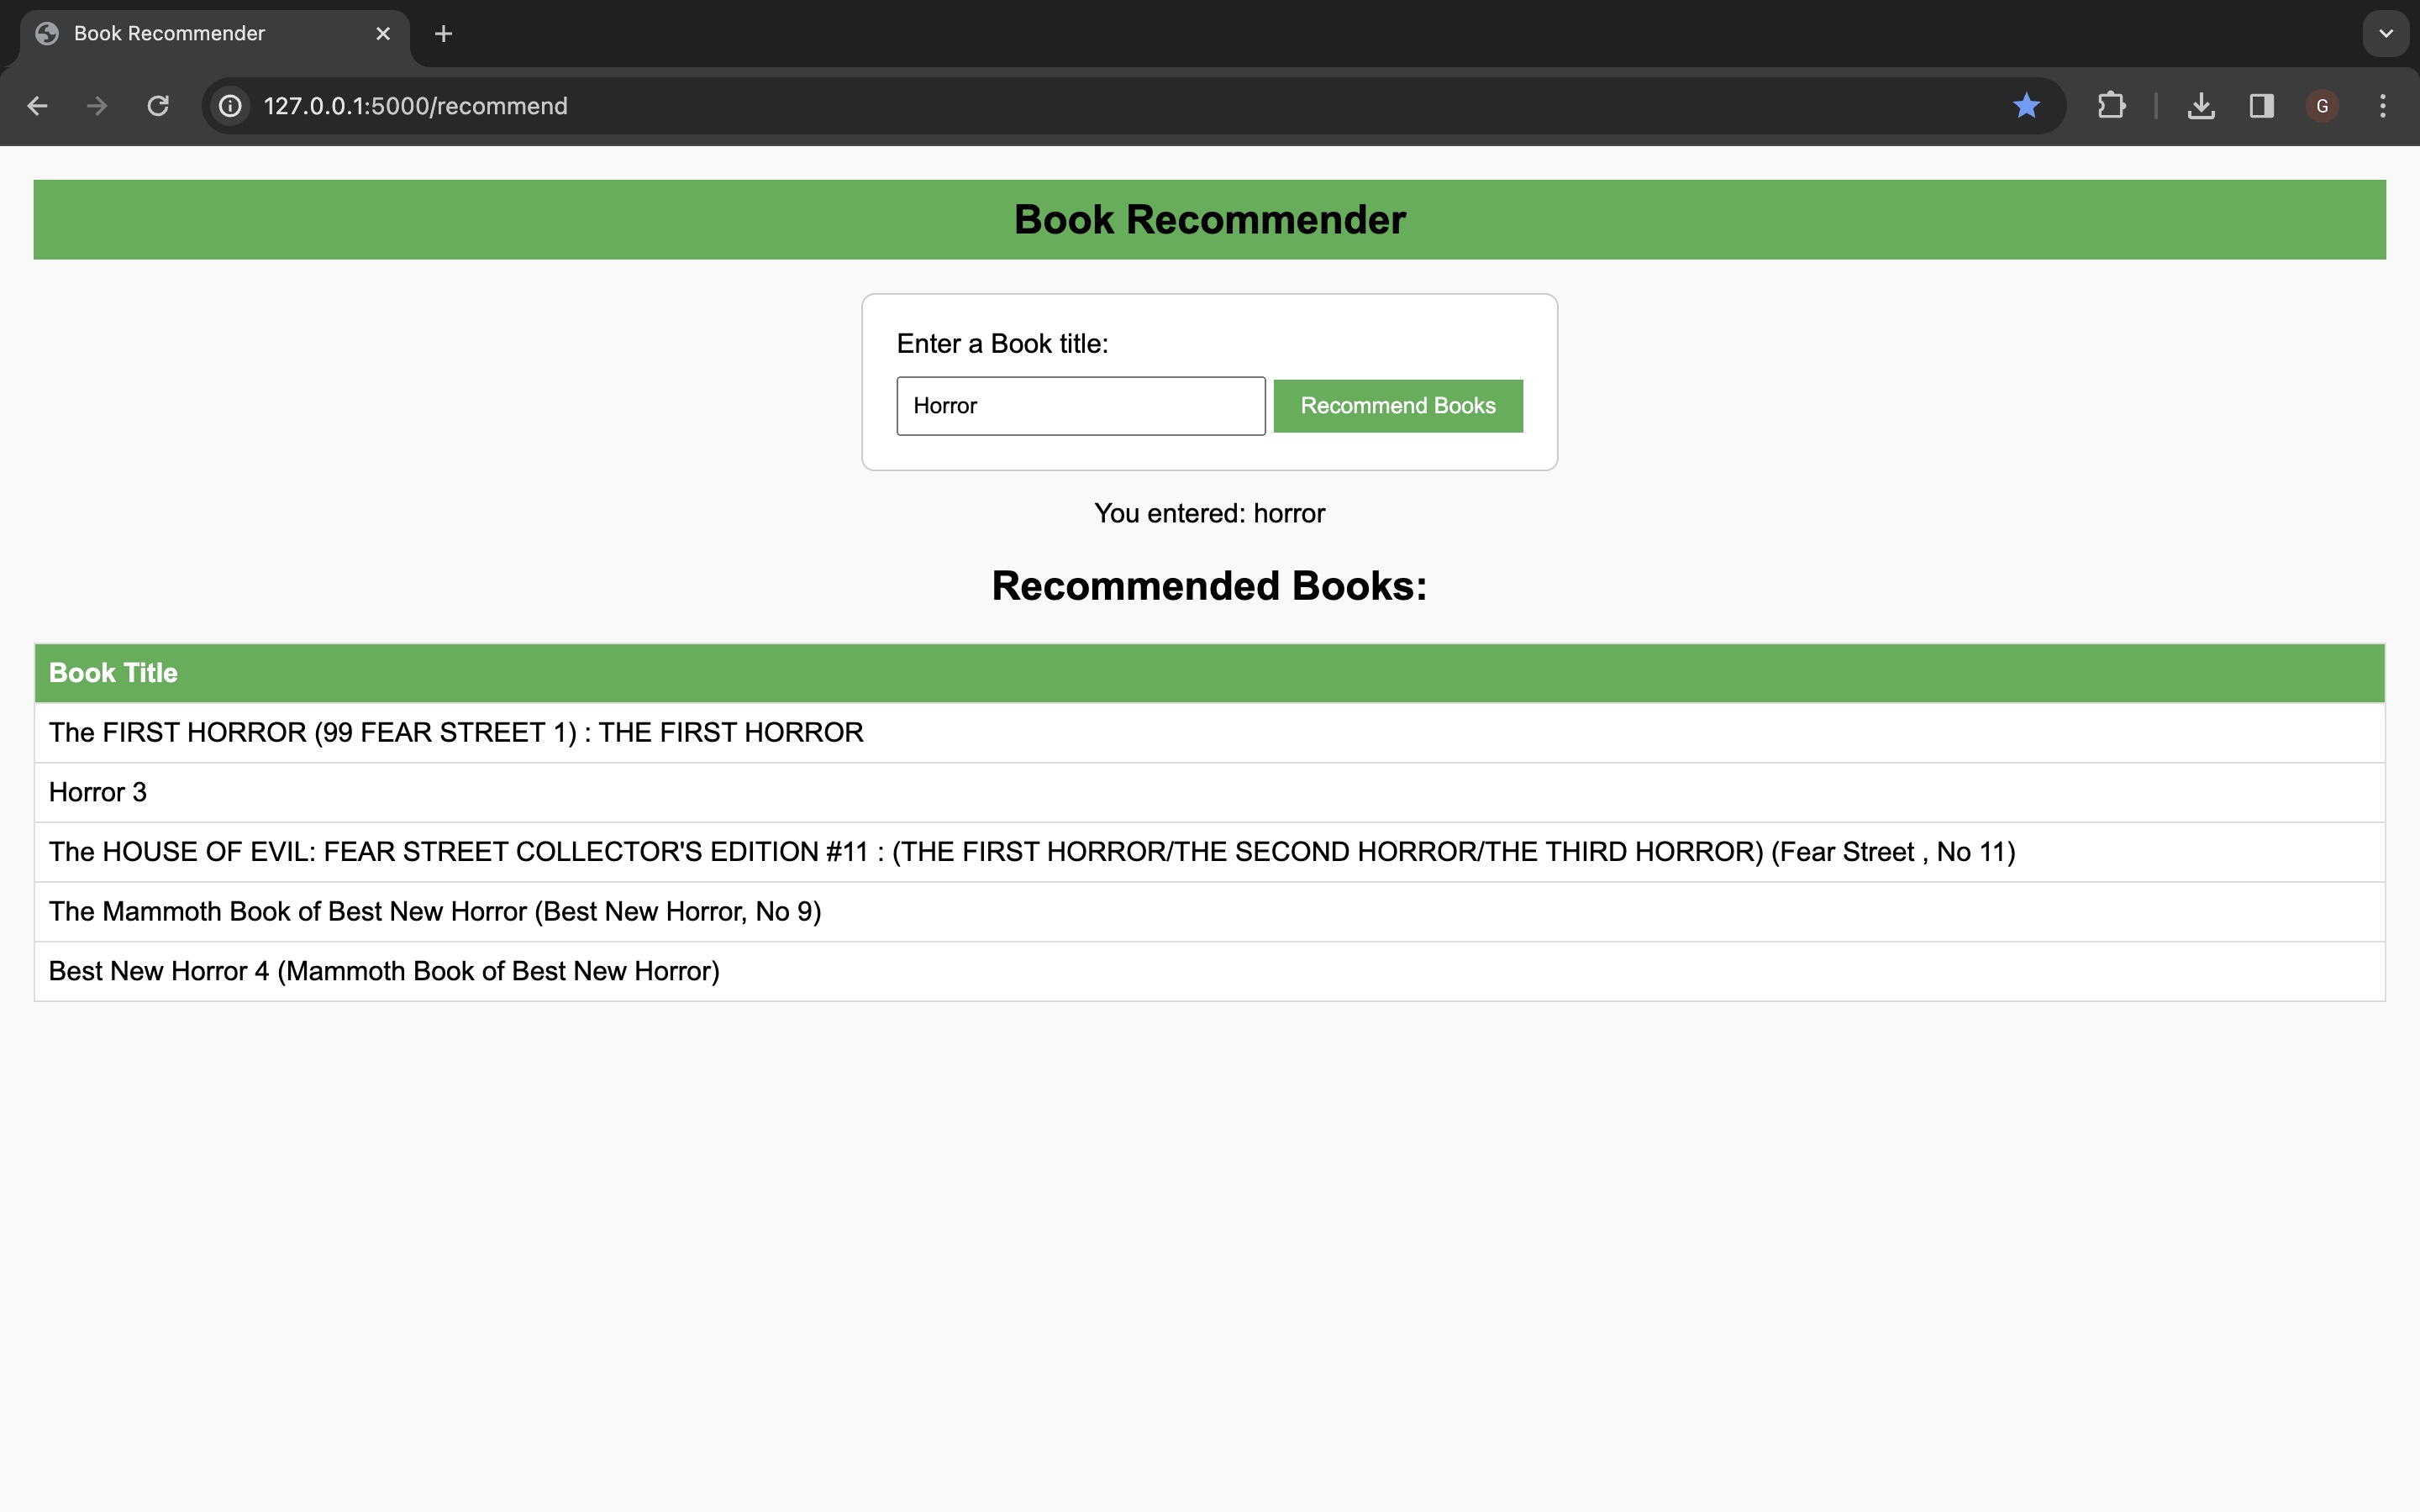 Book Recommender
127.0.0.1:5000/recommend
G
Book Recommender
Enter a Book title:
Horror
Recommend Books
You entered: horror
Recommended Books:
Book Title
The FIRST HORROR (99 FEAR STREET 1) : THE FIRST HORROR
Horror 3
The HOUSE OF EVIL: FEAR STREET COLLECTOR'S EDITION #11 : (THE FIRST HORROR/THE SECOND HORROR/THE THIRD HORROR) (Fear Street , No 11)
The Mammoth Book of Best New Horror (Best New Horror, No 9)
Best New Horror 4 (Mammoth Book of Best New Horror)